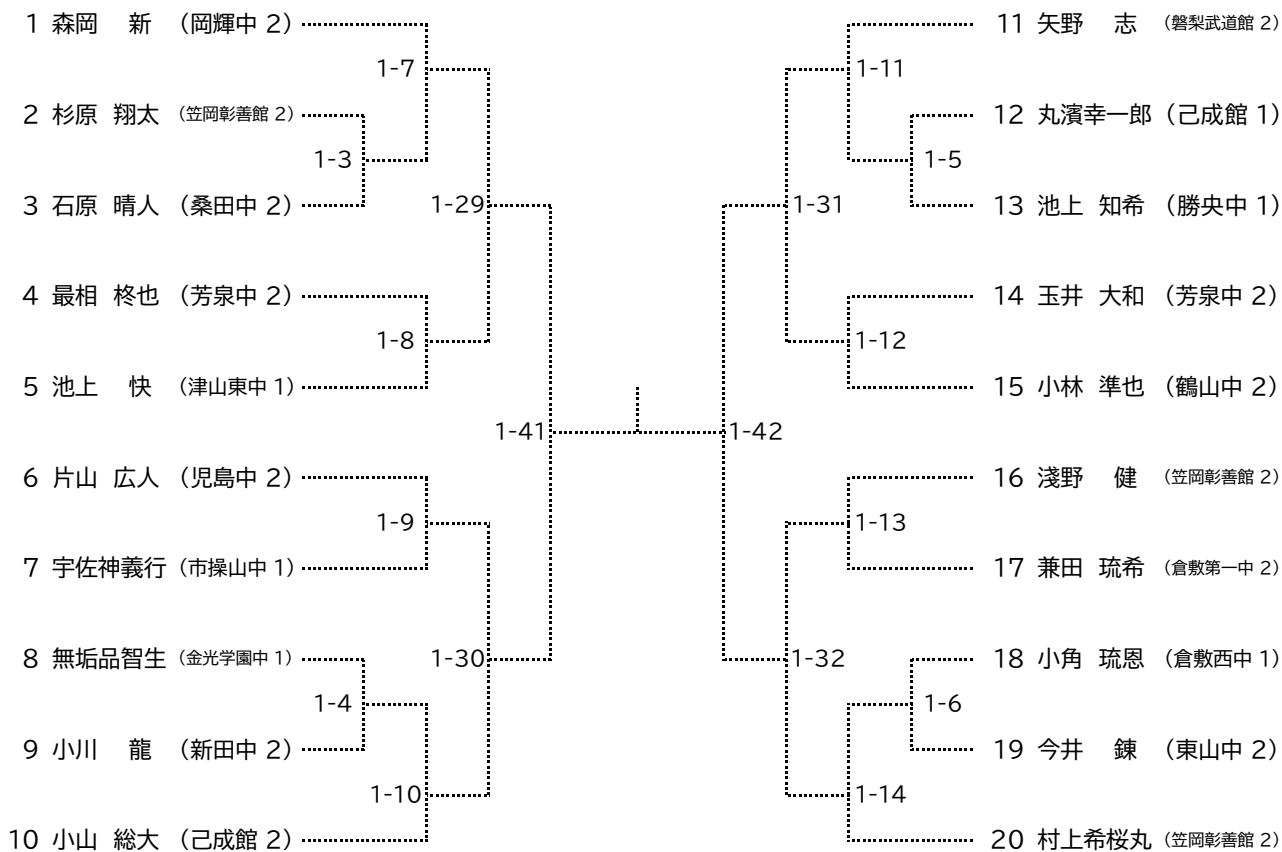 1 森岡 新 （岡輝中 2）
1-7
2 杉原 翔太 （笠岡彰善館 2）
1-3
3 石原 晴人 （桑田中 2）
1-29
4 最相 柊也 （芳泉中 2）
1-8
5 池上 快 （津山東中 1）
1-41
6 片山 広人 （児島中 2）
1-9
7 宇佐神義行 （市操山中 1）
1-30
8 無垢品智生 （金光学園中 1）
1-4
9 小川 龍 （新田中 2）
1-10
10 小山 総大 （己成館 2）
11 矢野 志 （磐梨武道館 2）
1-11
12 丸濱幸一郎 （己成館 1）
1-5
13 池上 知希 （勝央中 1）
1-31
14 玉井 大和 （芳泉中 2）
1-12
15 小林 準也 （鶴山中 2）
1-42
16 淺野 健 （笠岡彰善館 2）
1-13
17 兼田 琉希 （倉敷第一中 2）
1-32
18 小角 琉恩 （倉敷西中 1）
1-6
19 今井 錬 （東山中 2）
1-14
20 村上希桜丸 （笠岡彰善館 2）